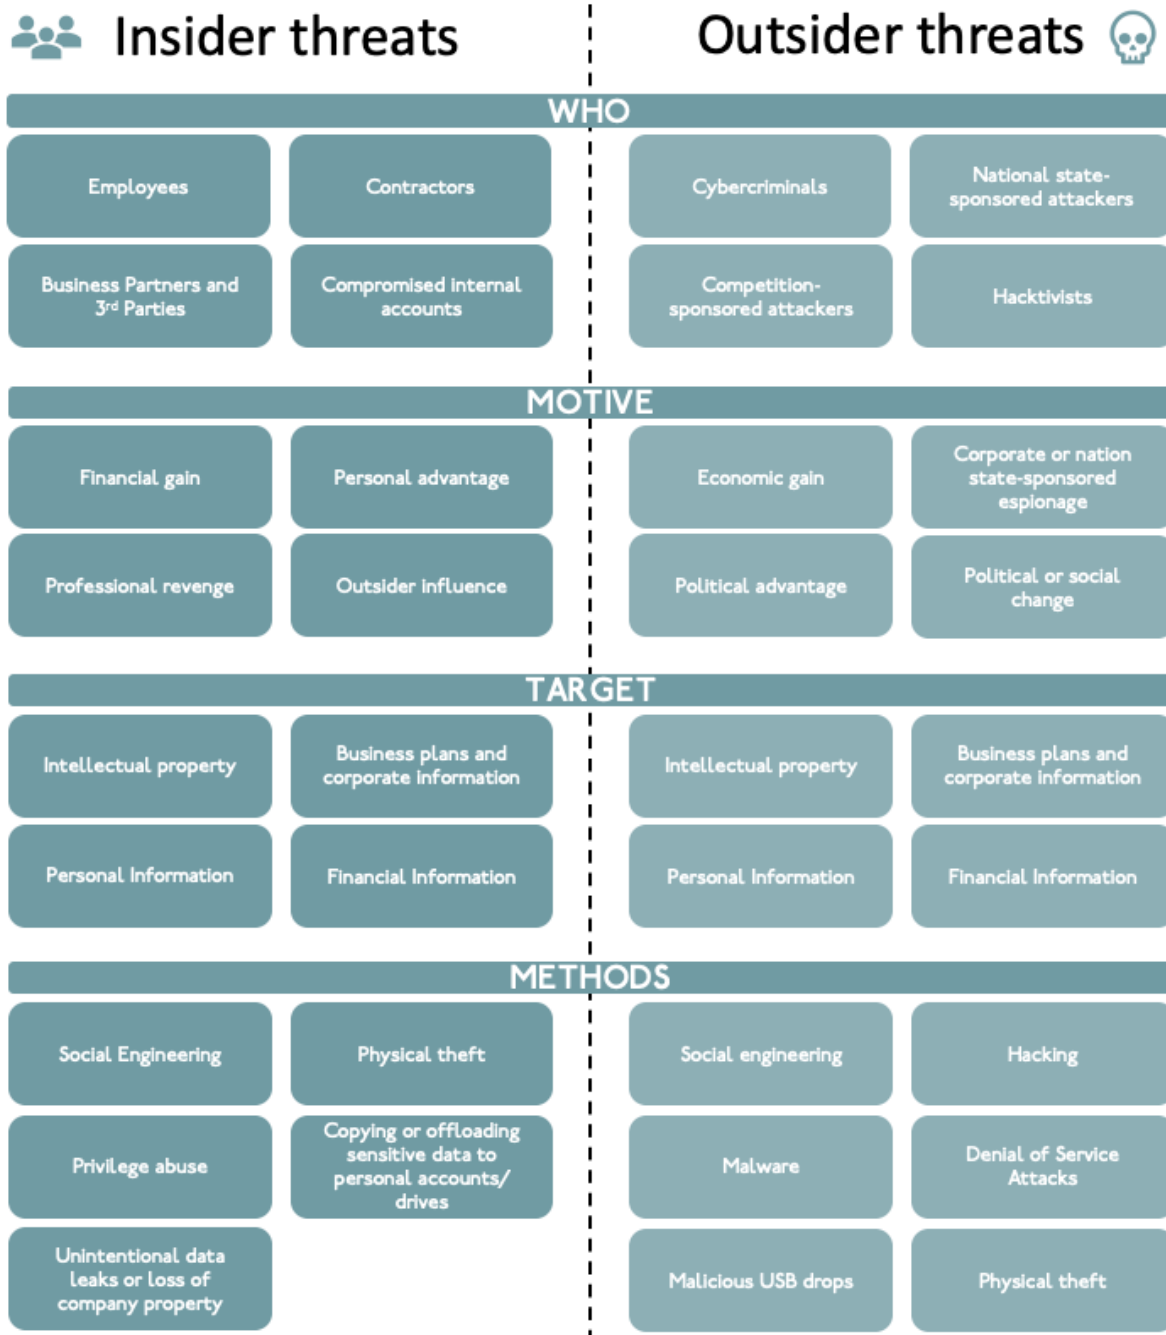 Insider threats
Outsider threats
WHO
Employees
Contractors
Cybercriminals
National state-
sponsored attackers
Business Partners and
3rd Parties
Compromised internal
accounts
Competition-
sponsored attackers
Hacktivists
MOTIVE
Financial gain
Personal advantage
Economic gain
Corporate or nation
state-sponsored
espionage
Professional revenge
Outsider influence
Political advantage
Political or social
change
TARGET
Intellectual property
Business plans and
corporate information
Intellectual property
Business plans and
corporate information
Personal Information
Financial Information
Personal Information
Financial Information
METHODS
Social Engineering
Physical theft
Social engineering
Hacking
Privilege abuse
Copying or offloading
sensitive data to
personal accounts/
drives
Malware
Denial of Service
Attacks
Unintentional data
leaks or loss of
company property
Malicious USB drops
Physical theft